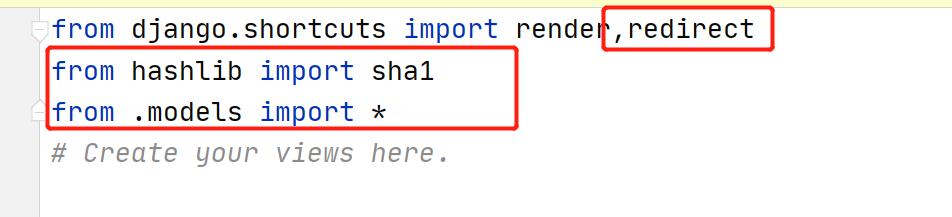 from django.shortcuts import render,redirect
from hashlib import sha1
from .models import *
# Create your views here.